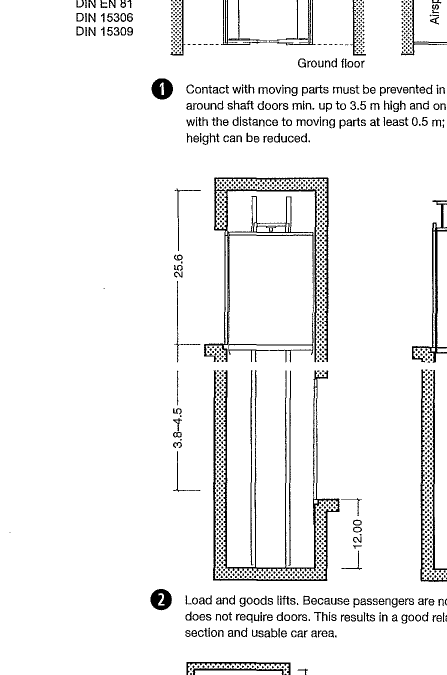 DIN EN 81
DIN 15306
DIN 15309
Airsp
Ground floor
1 Contact with moving parts must be prevented in
around shaft doors min. up to 3.5 m high and on
with the distance to moving parts at least 0.5 m;
height can be reduced.
25.6
3.8–4.5
12.00
2 Load and goods lifts. Because passengers are no
does not require doors. This results in a good rela
section and usable car area.